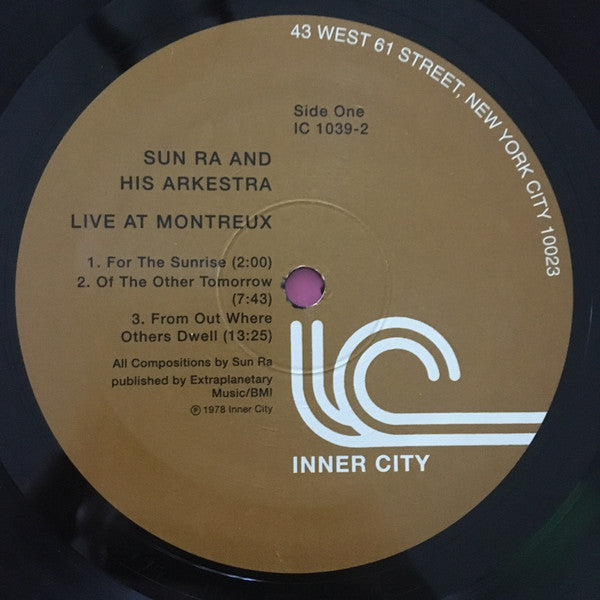 43 WEST 61 STREET, NEW YORK CITY 10023
Side One
IC 1039-2
SUN RA AND
HIS ARKESTRA
LIVE AT MONTREUX
1. For The Sunrise (2:00)
2. Of The Other Tomorrow
(7:43)
3. From Out Where
Others Dwell (13:25)
All Compositions by Sun Ra
published by Extraplanetary
Music/BMI
℗ 1978 Inner City
IC
INNER CITY